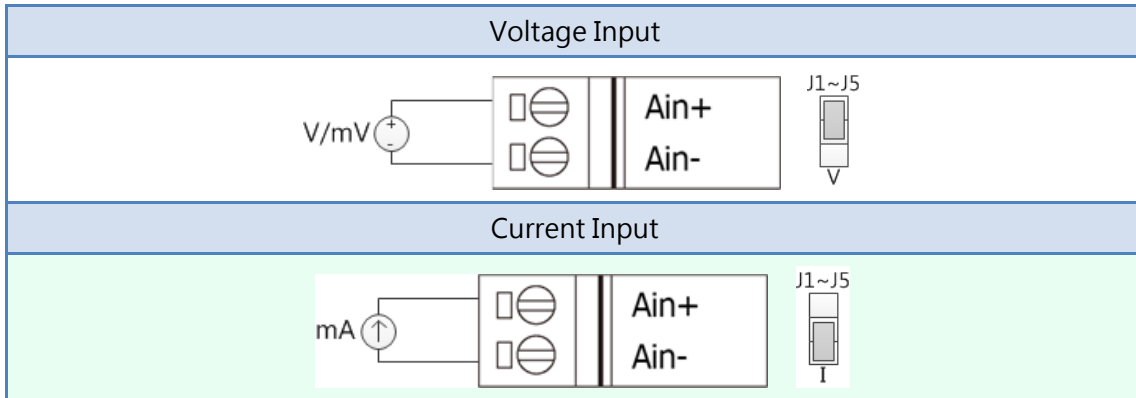 Voltage Input
J1~J5
V/mV
+
-
Ain+
Ain-
V
Current Input
J1~J5
mA
Ain+
Ain-
I